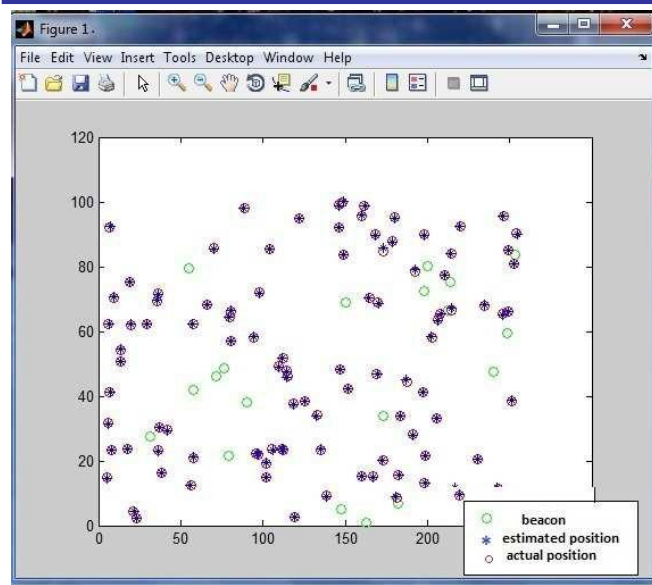 Figure 1.
File Edit View Insert Tools Desktop Window Help
120
100
80
60
40
20
0
0 50 100 150 200
beacon
estimated position
actual position